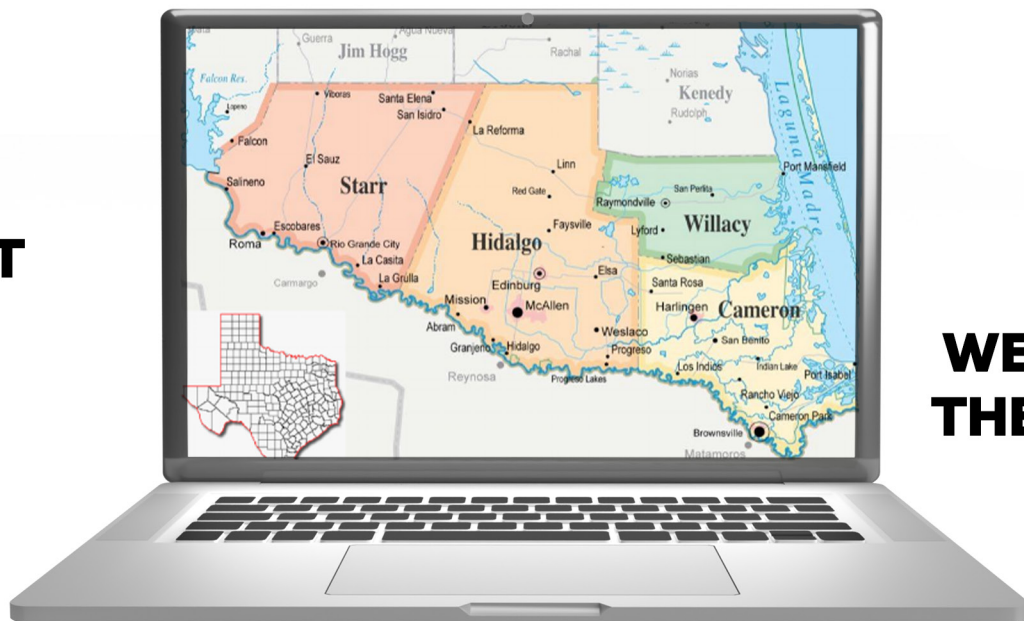 Guerra
Agua Nueva
Jim Hogg
Rachal
Falcon Res.
Norias
Kenedy
Rudolph
Lopeno
Viboras
Santa Elena
San Isidro
La Reforma
Falcon
El Sauz
Linn
Port Mansfield
Laguna Madre
Salineno
Starr
Red Gate
San Perlita
Raymondville
Escobares
Faysville
Lyford
Willacy
Roma
Rio Grande City
Hidalgo
La Casita
Sebastian
Camargo
La Grulla
Edinburg
Elsa
Santa Rosa
Mission
McAllen
Harlingen
Cameron
Abram
Weslaco
San Benito
Granjeno
Hidalgo
Progreso
Reynosa
Progreso Lakes
Los Indios
Indian Lake
Port Isabel
Rancho Viejo
Cameron Park
Brownsville
Matamoros
T
WE
THE